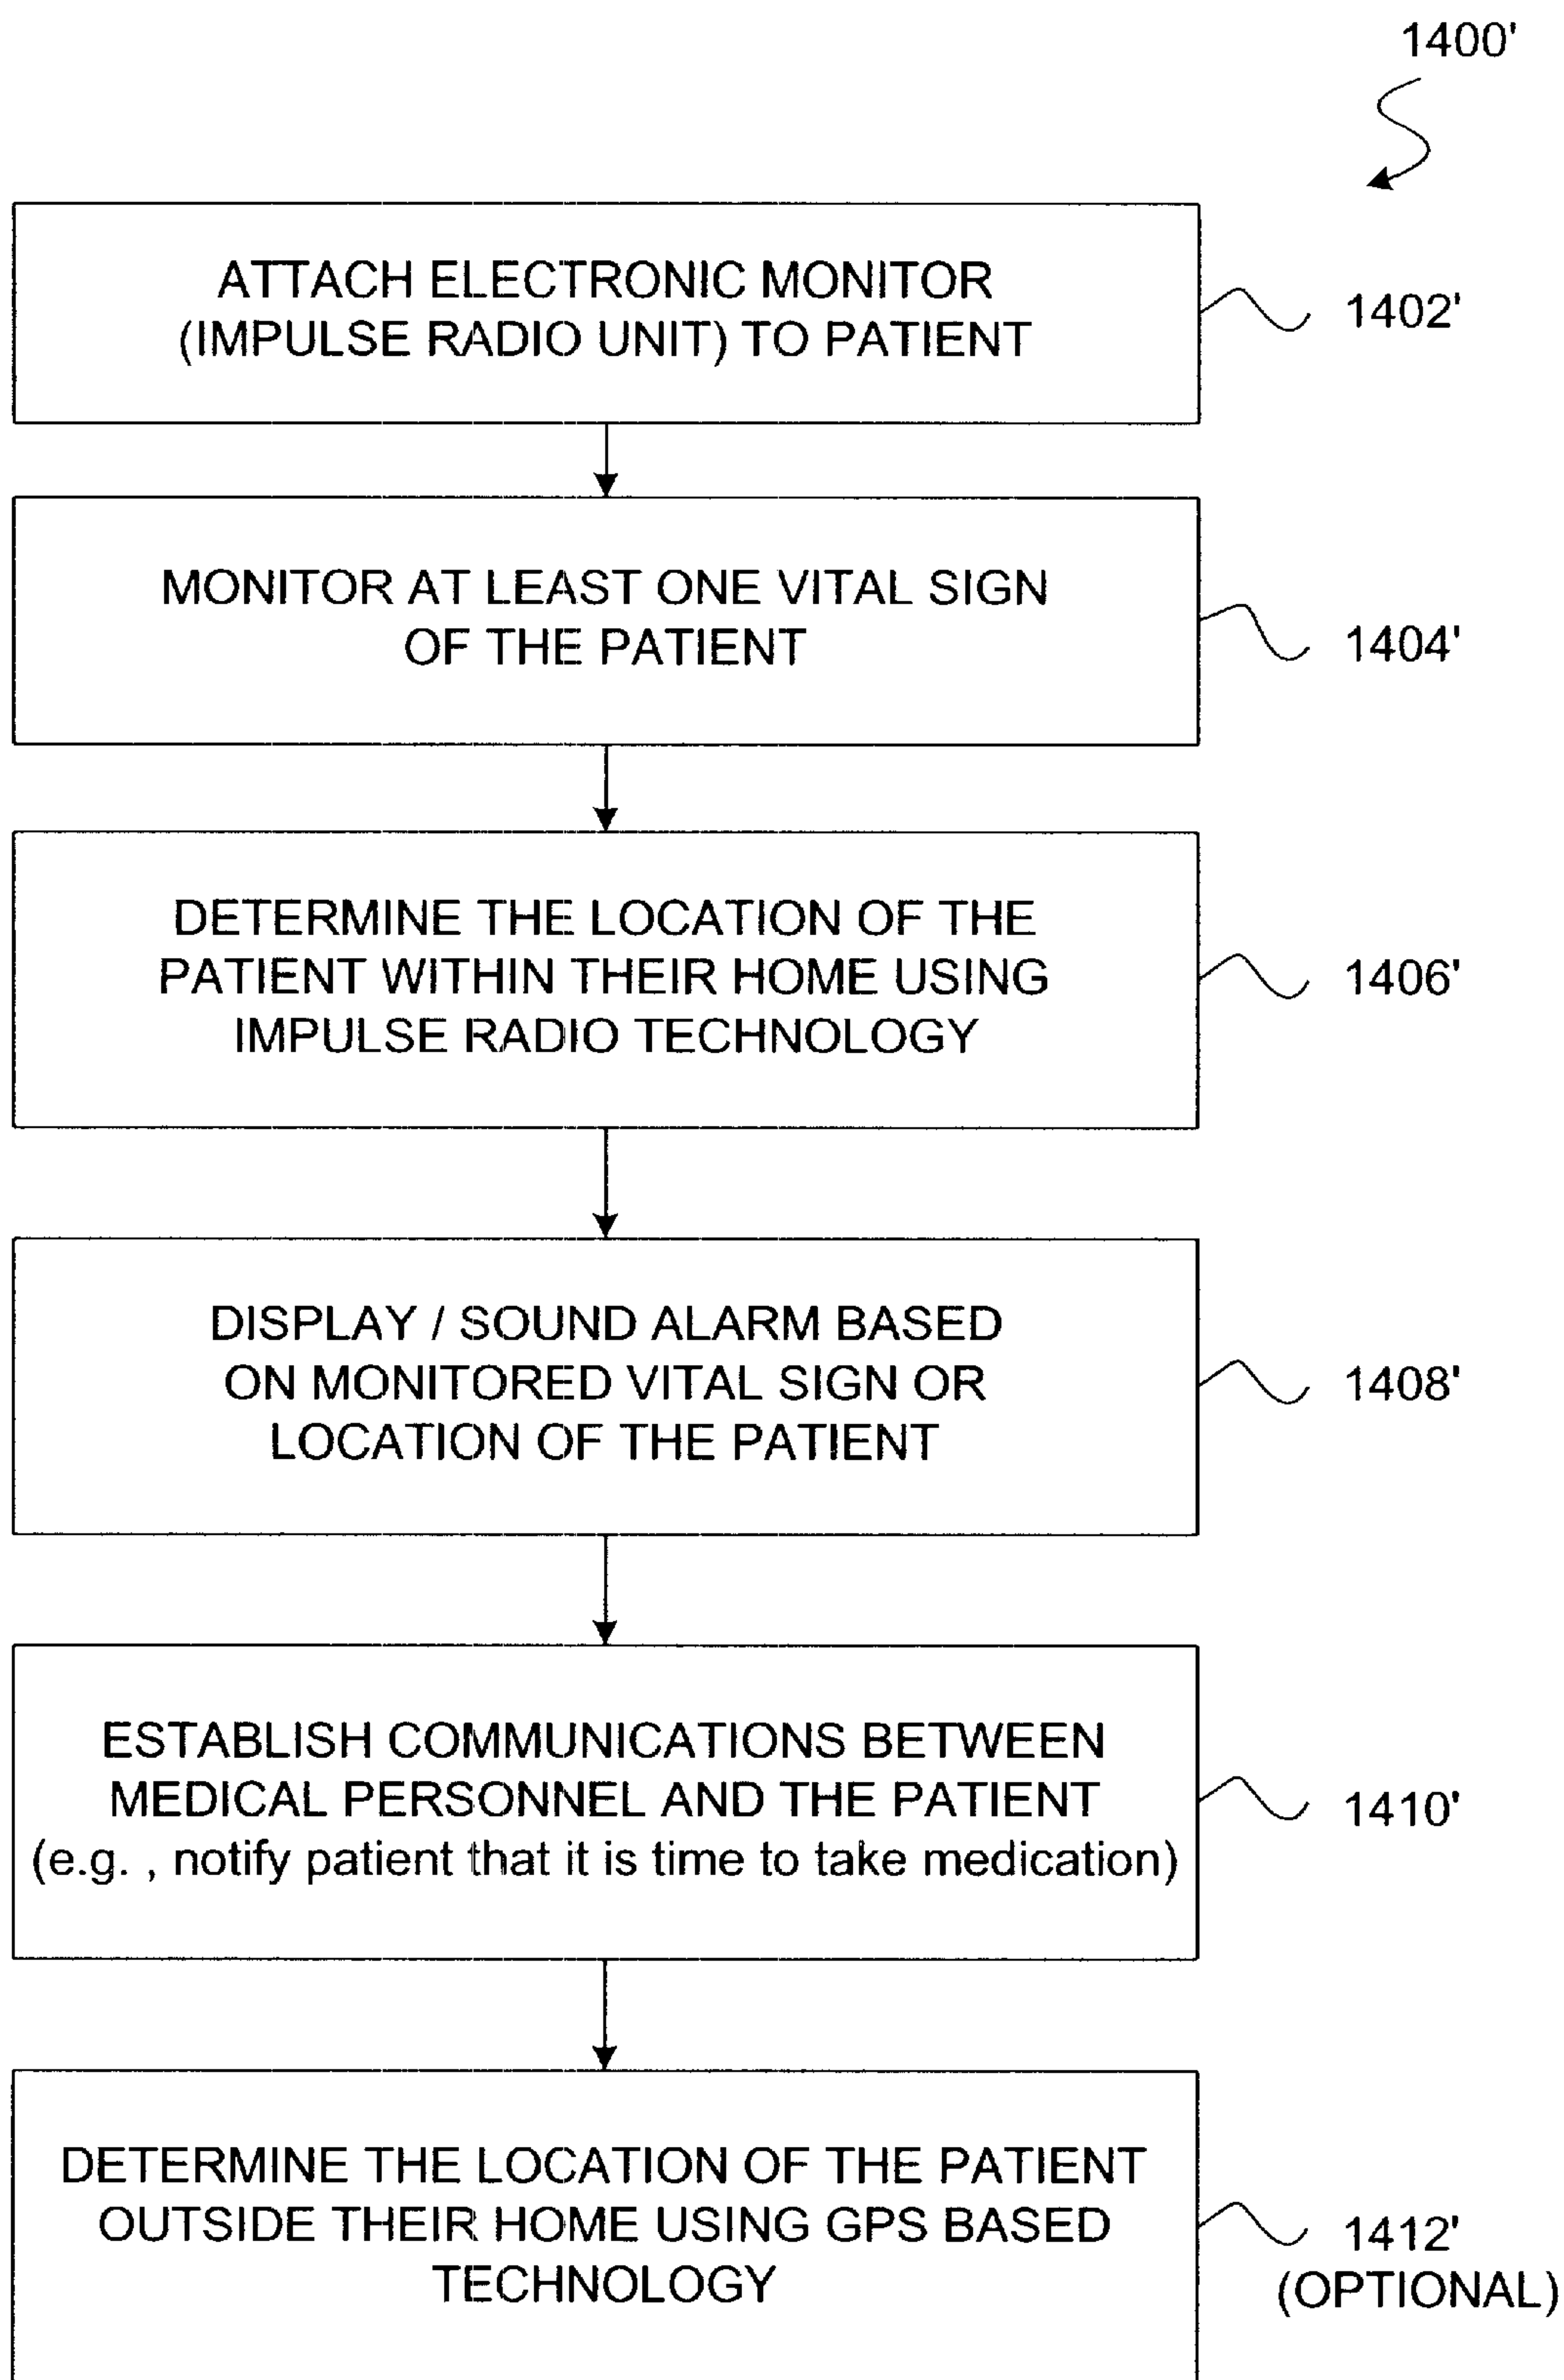 1400'
ATTACH ELECTRONIC MONITOR
(IMPULSE RADIO UNIT) TO PATIENT
1402'
MONITOR AT LEAST ONE VITAL SIGN
OF THE PATIENT
1404'
DETERMINE THE LOCATION OF THE
PATIENT WITHIN THEIR HOME USING
IMPULSE RADIO TECHNOLOGY
1406'
DISPLAY / SOUND ALARM BASED
ON MONITORED VITAL SIGN OR
LOCATION OF THE PATIENT
1408'
ESTABLISH COMMUNICATIONS BETWEEN
MEDICAL PERSONNEL AND THE PATIENT
(e.g. , notify patient that it is time to take medication)
1410'
DETERMINE THE LOCATION OF THE PATIENT
OUTSIDE THEIR HOME USING GPS BASED
TECHNOLOGY
1412'
(OPTIONAL)